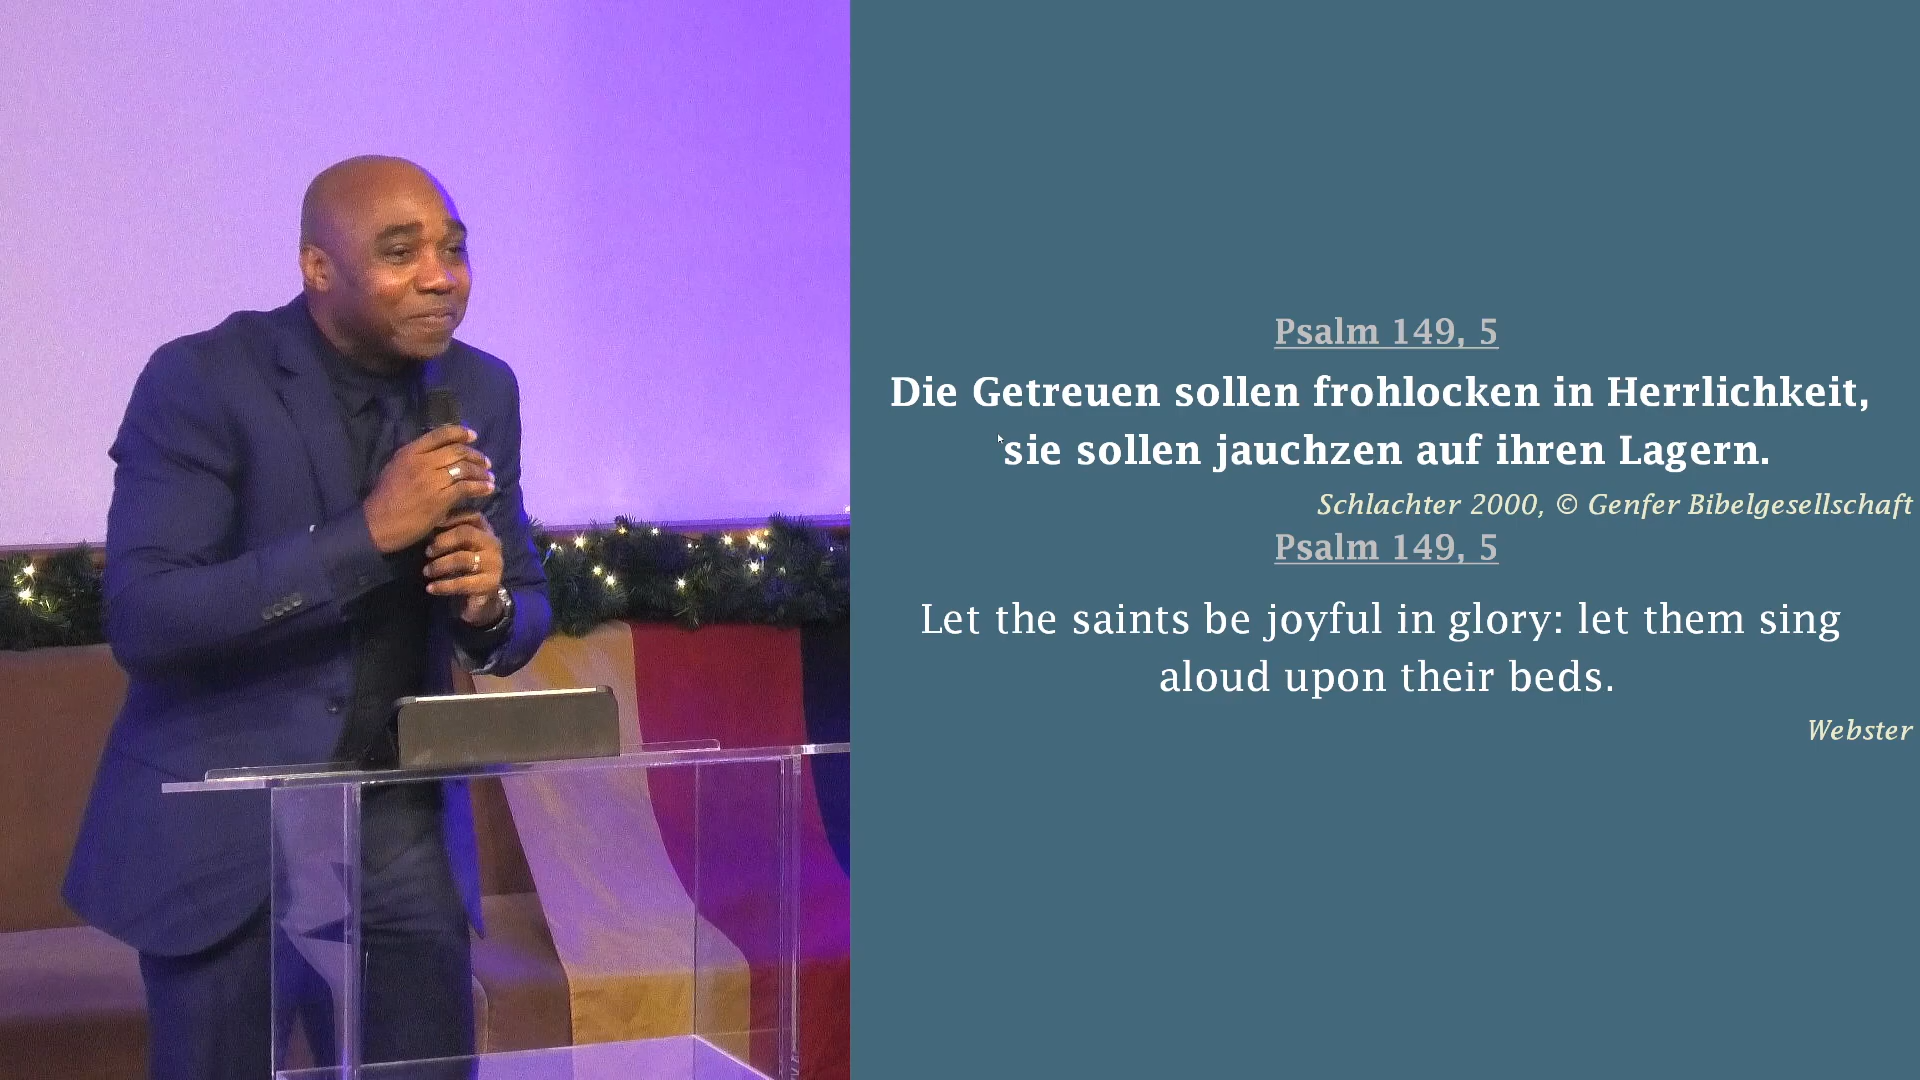 Psalm 149, 5
Die Getreuen sollen frohlocken in Herrlichkeit,
sie sollen jauchzen auf ihren Lagern.
Schlachter 2000, © Genfer Bibelgesellschaft
Psalm 149, 5
Let the saints be joyful in glory: let them sing
aloud upon their beds.
Webster